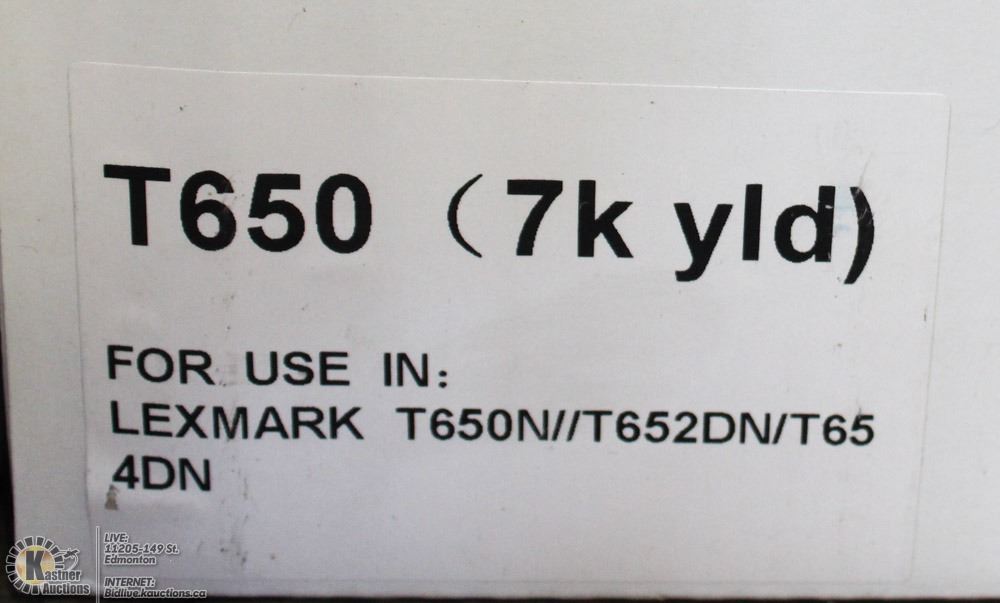 T650（7k yld)
FOR USE IN:
LEXMARK T650N//T652DN/T65
4DN
Kastner
Auctions
LIVE:
11205-149 St.
Edmonton
INTERNET:
Bidlive.kauctions.ca